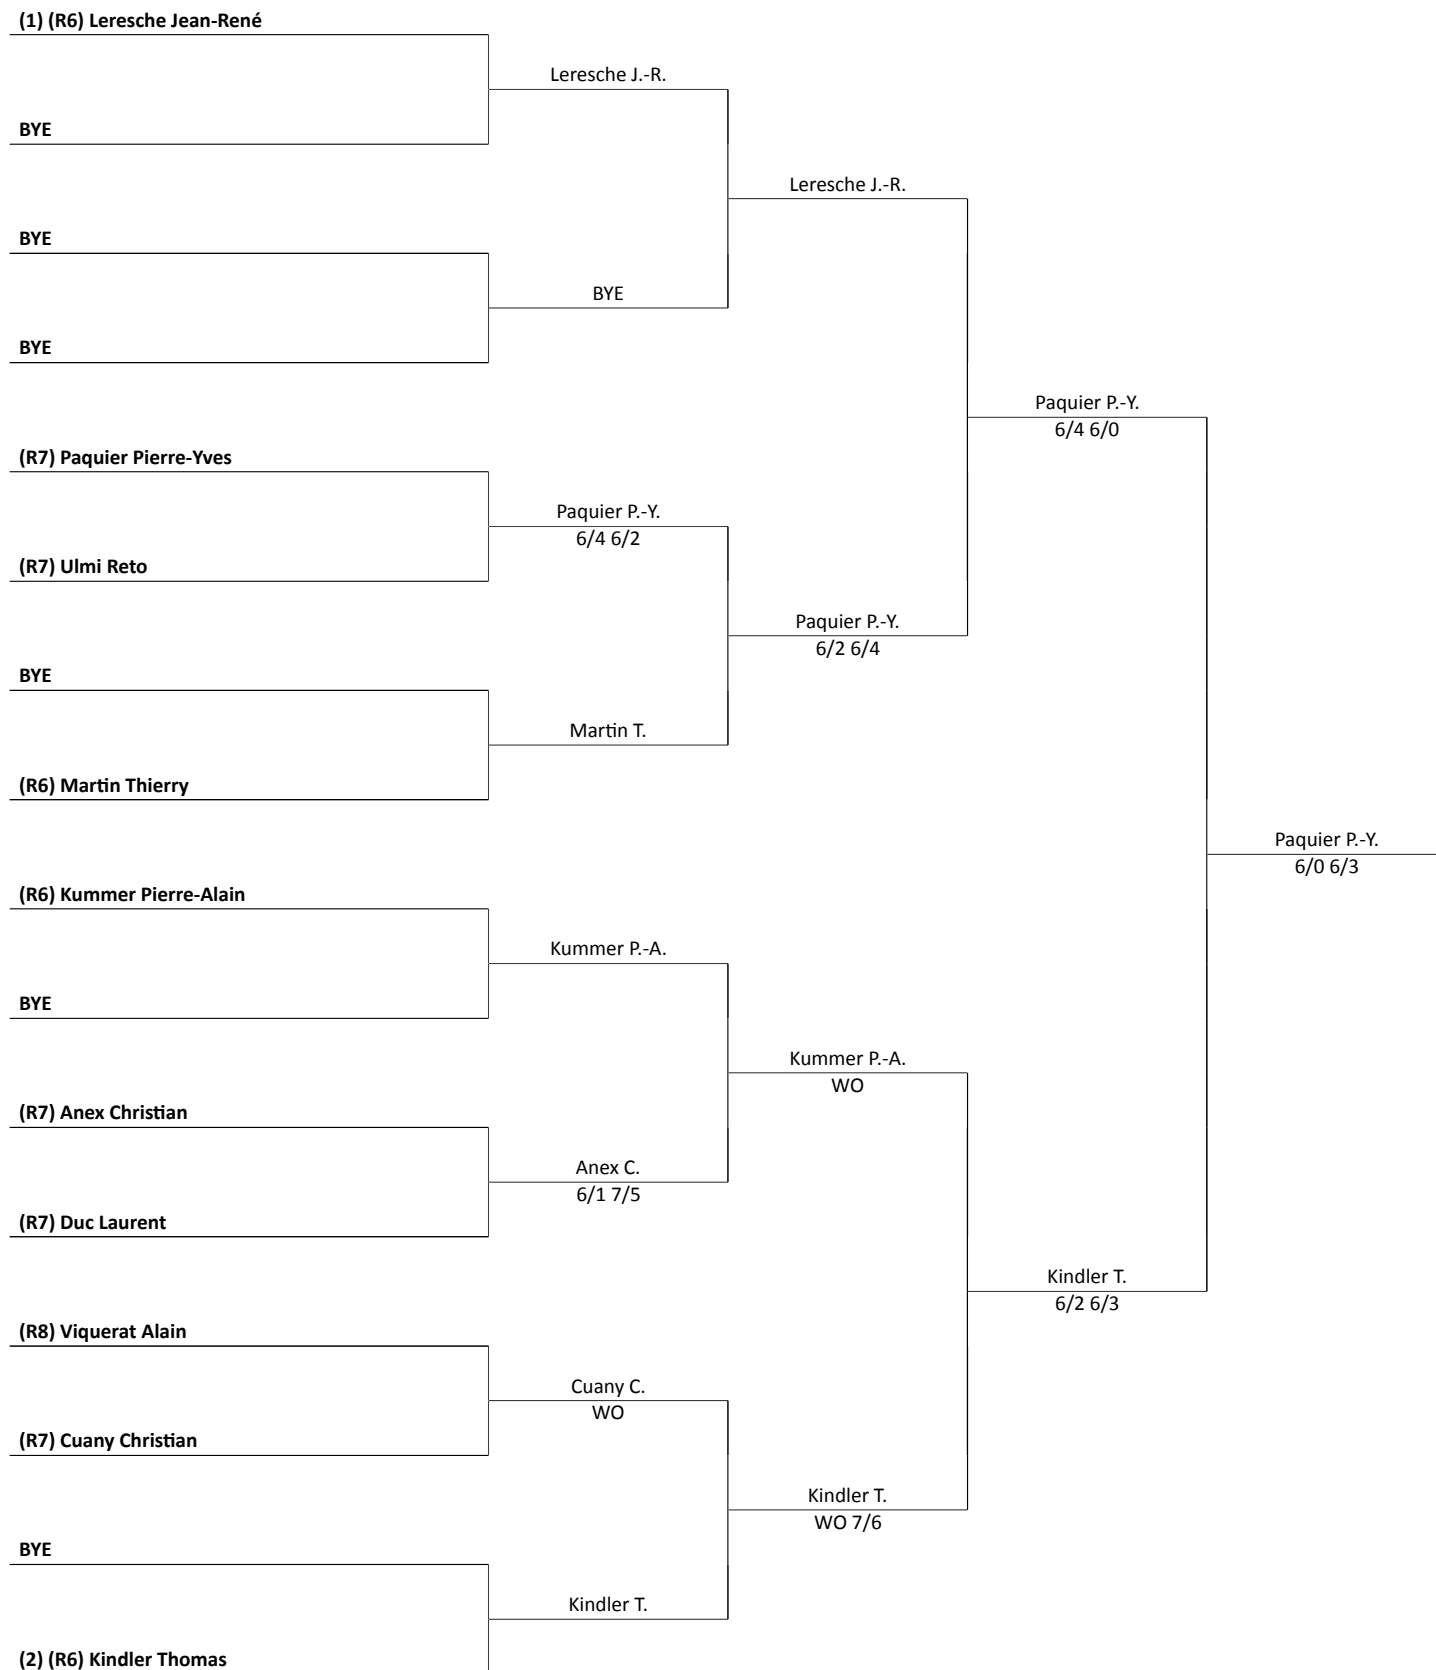 (1) (R6) Leresche Jean-René
Leresche J.-R.
BYE
Leresche J.-R.
BYE
BYE
BYE
Paquier P.-Y.
6/4 6/0
(R7) Paquier Pierre-Yves
Paquier P.-Y.
6/4 6/2
(R7) Ulmi Reto
Paquier P.-Y.
6/2 6/4
BYE
Martin T.
(R6) Martin Thierry
Paquier P.-Y.
6/0 6/3
(R6) Kummer Pierre-Alain
Kummer P.-A.
BYE
Kummer P.-A.
WO
(R7) Anex Christian
Anex C.
6/1 7/5
(R7) Duc Laurent
Kindler T.
6/2 6/3
(R8) Viquerat Alain
Cuany C.
WO
(R7) Cuany Christian
Kindler T.
WO 7/6
BYE
Kindler T.
(2) (R6) Kindler Thomas